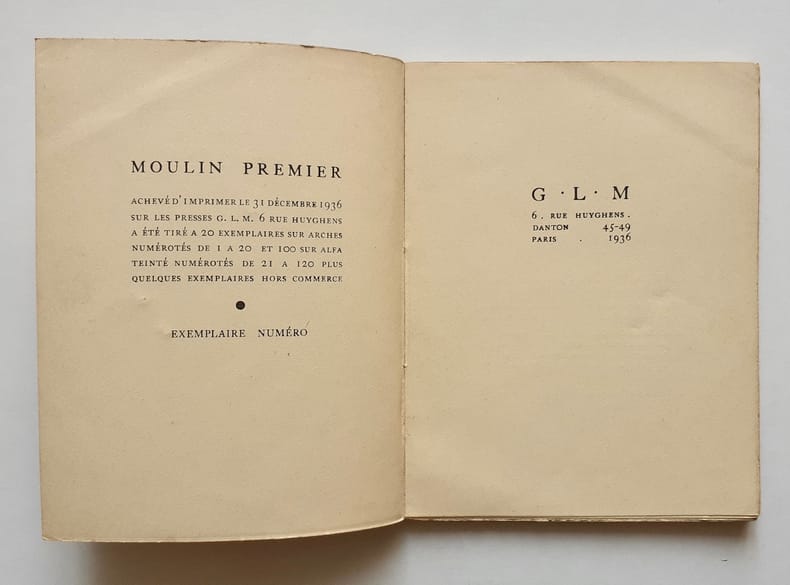 MOULIN PREMIER
ACHEVÉ D'IMPRIMER LE 31 DÉCEMBRE 1936
SUR LES PRESSES G. L. M. 6 RUE HUYGHENS
A ÉTÉ TIRÉ A 20 EXEMPLAIRES SUR ARCHES
NUMÉROTÉS DE 1 A 20 ET 100 SUR ALFA
TEINTÉ NUMÉROTÉS DE 21 A 120 PLUS
QUELQUES EXEMPLAIRES HORS COMMERCE
●
EXEMPLAIRE NUMÉRO
G · L · M
6 . RUE HUYGHENS .
DANTON 45-49
PARIS . 1936